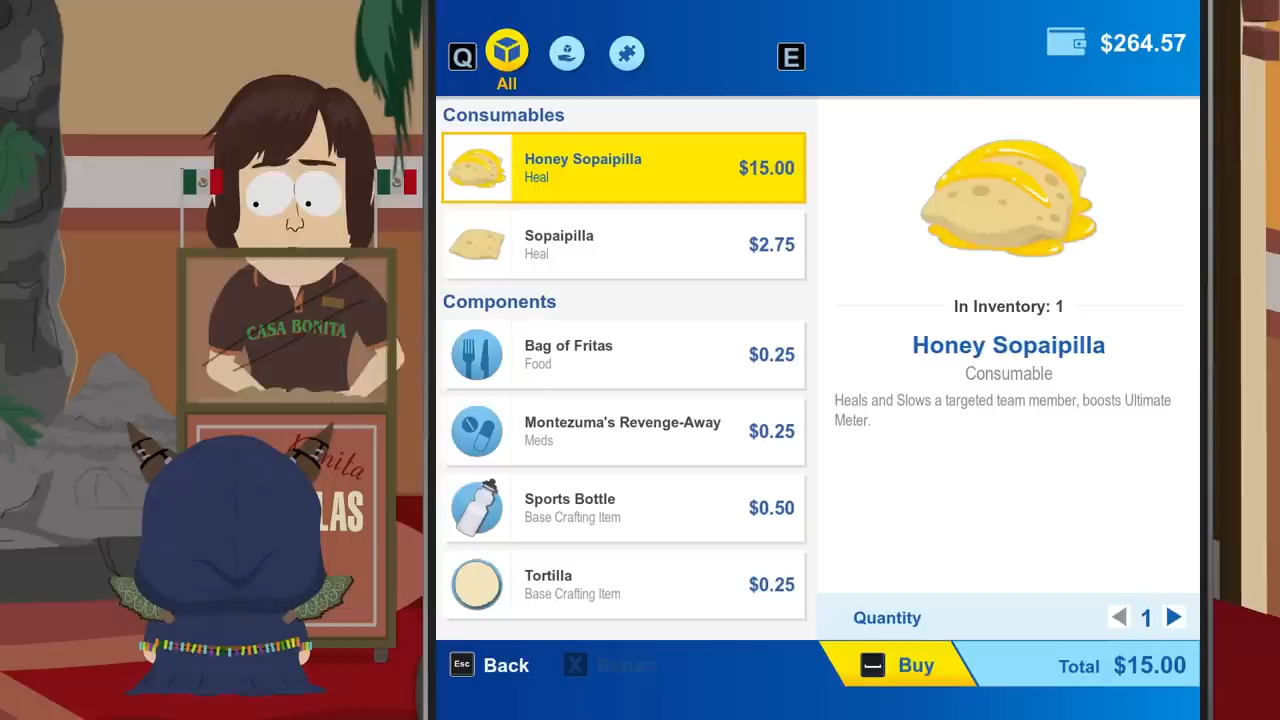 Q
All
E
$264.57
Consumables
Honey Sopaipilla
Heal
$15.00
Sopaipilla
Heal
$2.75
Components
Bag of Fritas
Food
$0.25
Montezuma's Revenge-Away
Meds
$0.25
Sports Bottle
Base Crafting Item
$0.50
Tortilla
Base Crafting Item
$0.25
In Inventory: 1
Honey Sopaipilla
Consumable
Heals and Slows a targeted team member, boosts Ultimate
Meter.
Quantity
1
Esc Back
X Return
Buy
Total $15.00
CASA BONITA